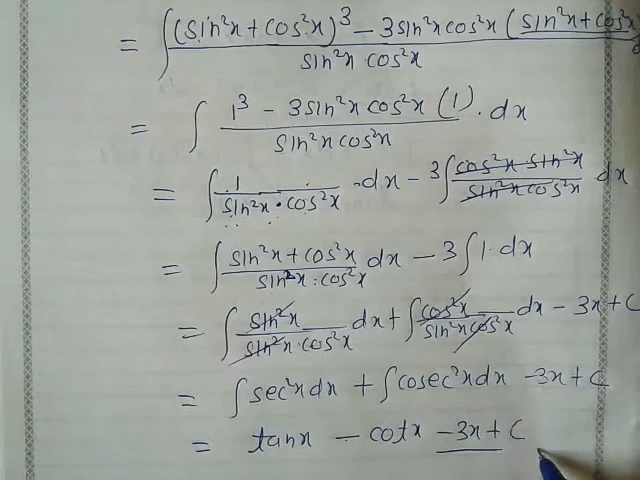 = ∫ (sin²x + cos²x)³ − 3sin²x cos²x (sin²x + cos²x) / sin²x cos²x
= ∫ 1³ − 3sin²x cos²x (1) / sin²x cos²x . dx
= ∫ 1 / sin²x · cos²x · dx − 3∫ cos²x · sin²x / sin²x cos²x dx
= ∫ sin²x + cos²x / sin²x · cos²x dx − 3∫1. dx
= ∫ sin²x / sin²x · cos²x dx + ∫ cos²x / sin²x cos²x dx − 3x + C
= ∫ sec²x dx + ∫ cosec²x dx − 3x + C
= tanx − cotx − 3x + C